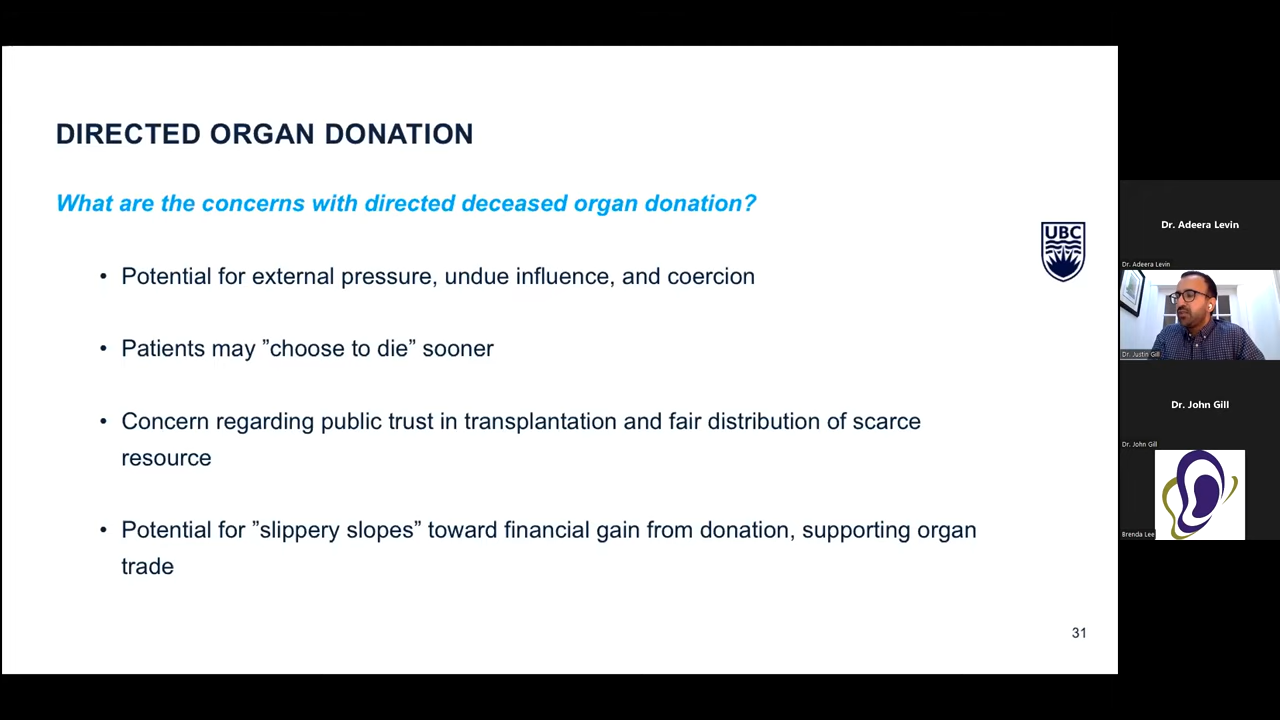 DIRECTED ORGAN DONATION
What are the concerns with directed deceased organ donation?
UBC
• Potential for external pressure, undue influence, and coercion
• Patients may ”choose to die” sooner
• Concern regarding public trust in transplantation and fair distribution of scarce
resource
• Potential for ”slippery slopes” toward financial gain from donation, supporting organ
trade
31
Dr. Adeera Levin
Dr. Adeera Levin
Dr. Justin Gill
Dr. John Gill
Dr. John Gill
Brenda Lee